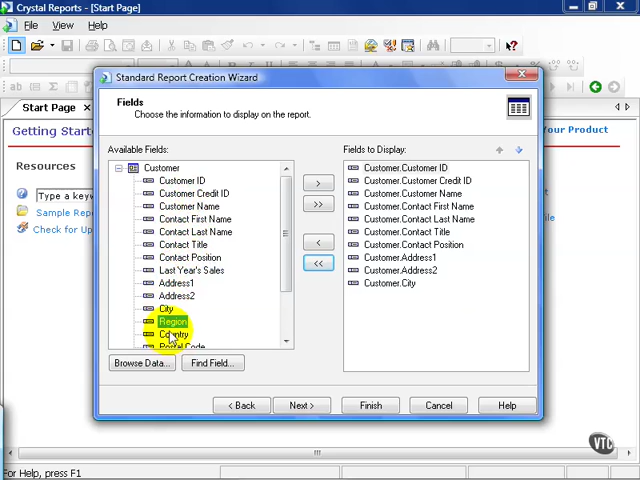 Crystal Reports - [Start Page]
File View Help
Start Page
Standard Report Creation Wizard
Fields
Choose the information to display on the report.
Getting Starte
Your Product
Resources
Type a keyw
Sample Repo
Check for Up
Available Fields:
Customer
Customer ID
Customer Credit ID
Customer Name
Contact First Name
Contact Last Name
Contact Title
Contact Position
Last Year's Sales
Address1
Address2
City
Region
Country
Postal Code
>
>>
<
<<
Fields to Display:
Customer.Customer ID
Customer.Customer Credit ID
Customer.Customer Name
Customer.Contact First Name
Customer.Contact Last Name
Customer.Contact Title
Customer.Contact Position
Customer.Address1
Customer.Address2
Customer.City
Browse Data... Find Field...
< Back Next > Finish Cancel Help
VTC
For Help, press F1